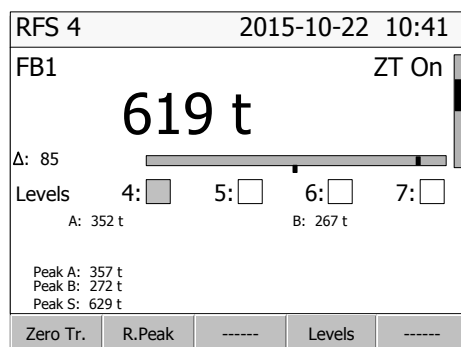 RFS 4 2015-10-22 10:41
FB1 ZT On
619 t
Δ: 85
Levels 4: 5: 6: 7:
A: 352 t B: 267 t
Peak A: 357 t
Peak B: 272 t
Peak S: 629 t
Zero Tr. R.Peak ------ Levels ------